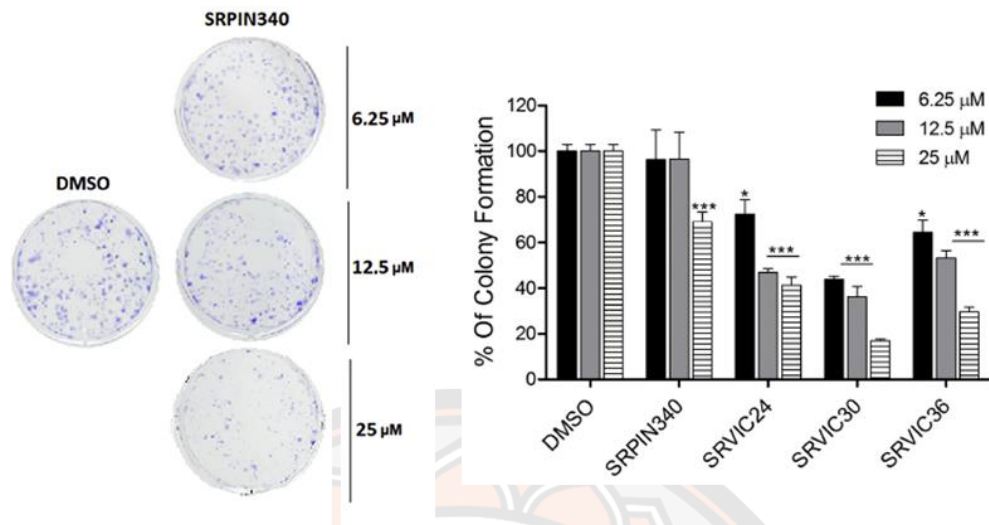 SRPIN340
6.25 µM
DMSO
12.5 µM
25 µM
% Of Colony Formation
120
100
80
60
40
20
0
6.25 µM
12.5 µM
25 µM
***
*
***
***
*
***
DMSO
SRPIN340
SRVIC24
SRVIC30
SRVIC36